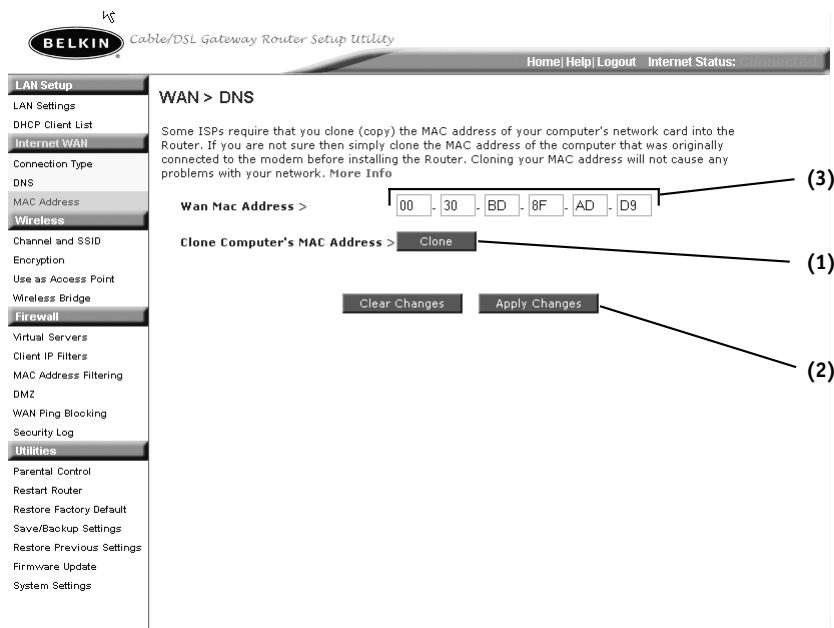 BELKIN Cable/DSL Gateway Router Setup Utility
Home| Help| Logout Internet Status: Connected
LAN Setup
LAN Settings
DHCP Client List
Internet WAN
Connection Type
DNS
MAC Address
Wireless
Channel and SSID
Encryption
Use as Access Point
Wireless Bridge
Firewall
Virtual Servers
Client IP Filters
MAC Address Filtering
DMZ
WAN Ping Blocking
Security Log
Utilities
Parental Control
Restart Router
Restore Factory Default
Save/Backup Settings
Restore Previous Settings
Firmware Update
System Settings
WAN > DNS
Some ISPs require that you clone (copy) the MAC address of your computer's network card into the
Router. If you are not sure then simply clone the MAC address of the computer that was originally
connected to the modem before installing the Router. Cloning your MAC address will not cause any
problems with your network. More Info
(3)
Wan Mac Address > 00 - 30 - BD - 8F - AD - D9
Clone Computer's MAC Address > Clone
(1)
Clear Changes Apply Changes
(2)